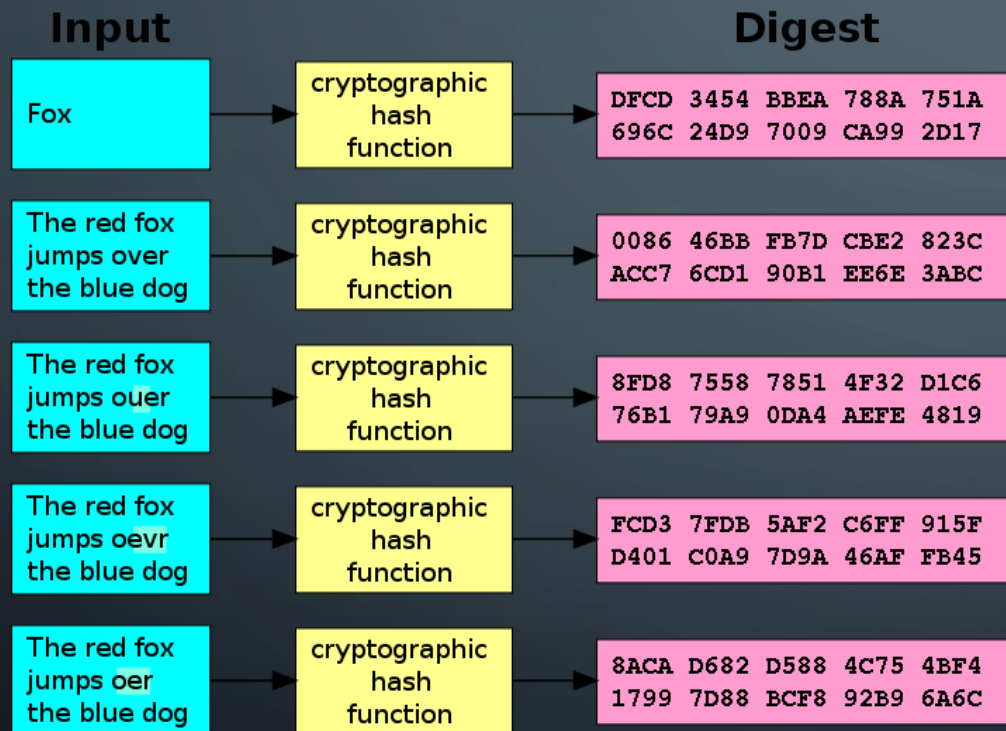 Input
Digest
Fox
cryptographic
hash
function
DFCD 3454 BBEA 788A 751A
696C 24D9 7009 CA99 2D17
The red fox
jumps over
the blue dog
cryptographic
hash
function
0086 46BB FB7D CBE2 823C
ACC7 6CD1 90B1 EE6E 3ABC
The red fox
jumps ouer
the blue dog
cryptographic
hash
function
8FD8 7558 7851 4F32 D1C6
76B1 79A9 0DA4 AEFE 4819
The red fox
jumps oevr
the blue dog
cryptographic
hash
function
FCD3 7FDB 5AF2 C6FF 915F
D401 C0A9 7D9A 46AF FB45
The red fox
jumps oer
the blue dog
cryptographic
hash
function
8ACA D682 D588 4C75 4BF4
1799 7D88 BCF8 92B9 6A6C